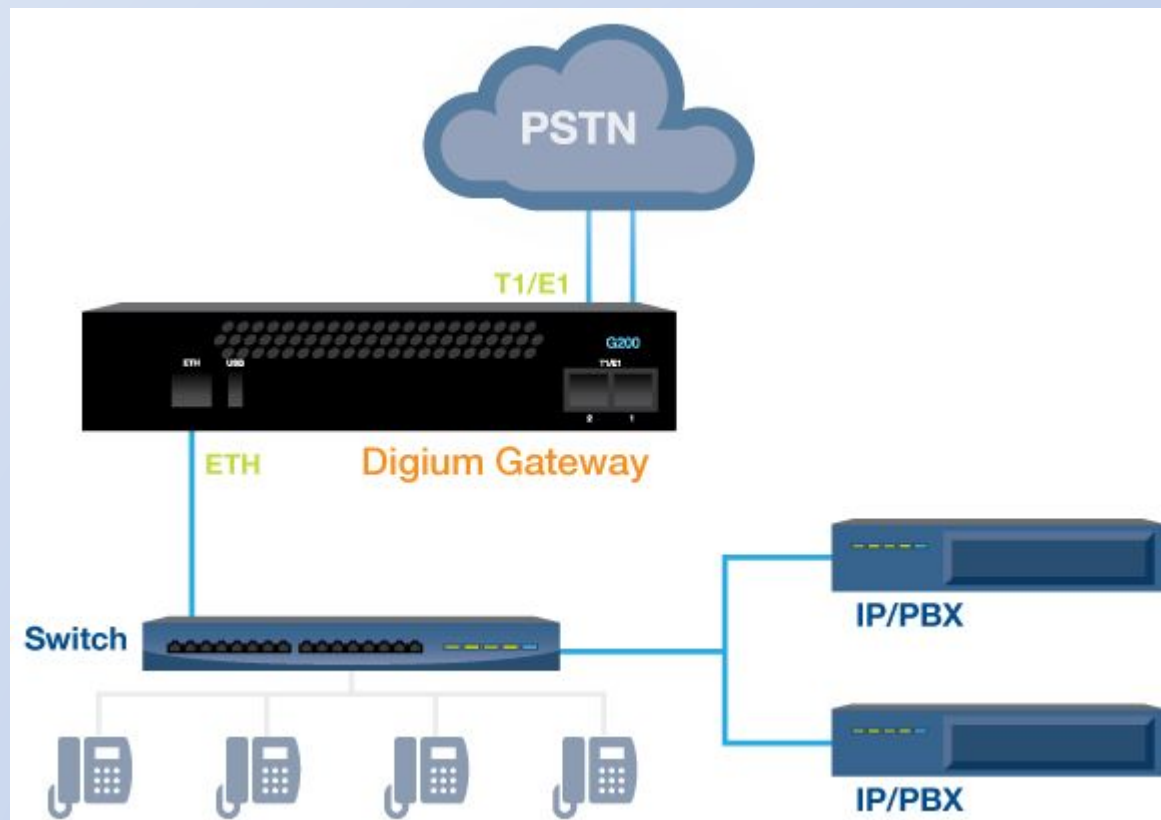 PSTN
T1/E1
G200
ETH
USB
T1/E1
2
1
ETH
Digium Gateway
Switch
IP/PBX
IP/PBX